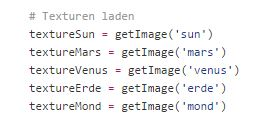 # Texturen laden
textureSun = getImage('sun')
textureMars = getImage('mars')
textureVenus = getImage('venus')
textureErde = getImage('erde')
textureMond = getImage('mond')